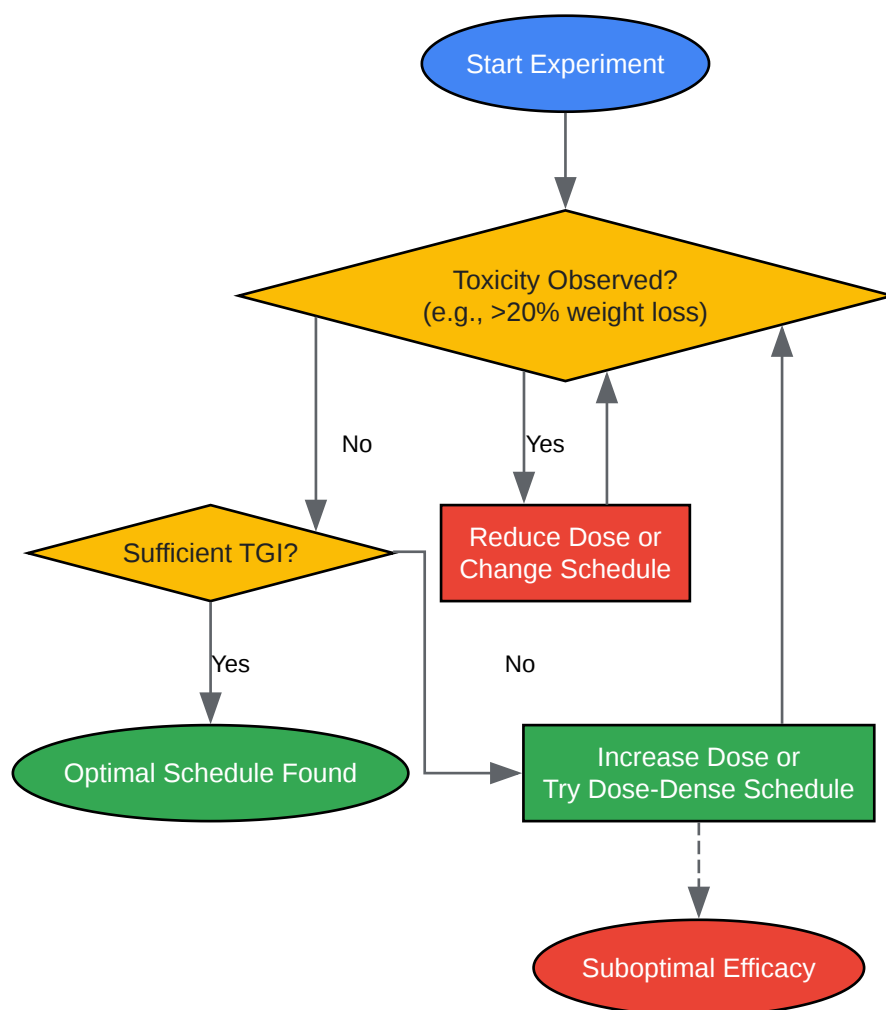 Start Experiment
Toxicity Observed?
(e.g., >20% weight loss)
No
Yes
Reduce Dose or
Change Schedule
Sufficient TGI?
Yes
No
Optimal Schedule Found
Increase Dose or
Try Dose-Dense Schedule
Suboptimal Efficacy